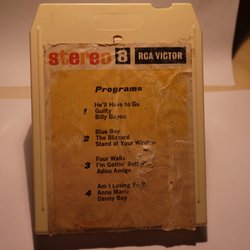 stereo 8 RCA VICTOR
Programs
He'll Have to Go
1 Guilty
Billy Bayou
Blue Boy
2 The Blizzard
Stand at Your Window
Four Walls
3 I'm Gettin' Better
Adios Amigo
Am I Losing You
4 Anna Marie
Danny Boy